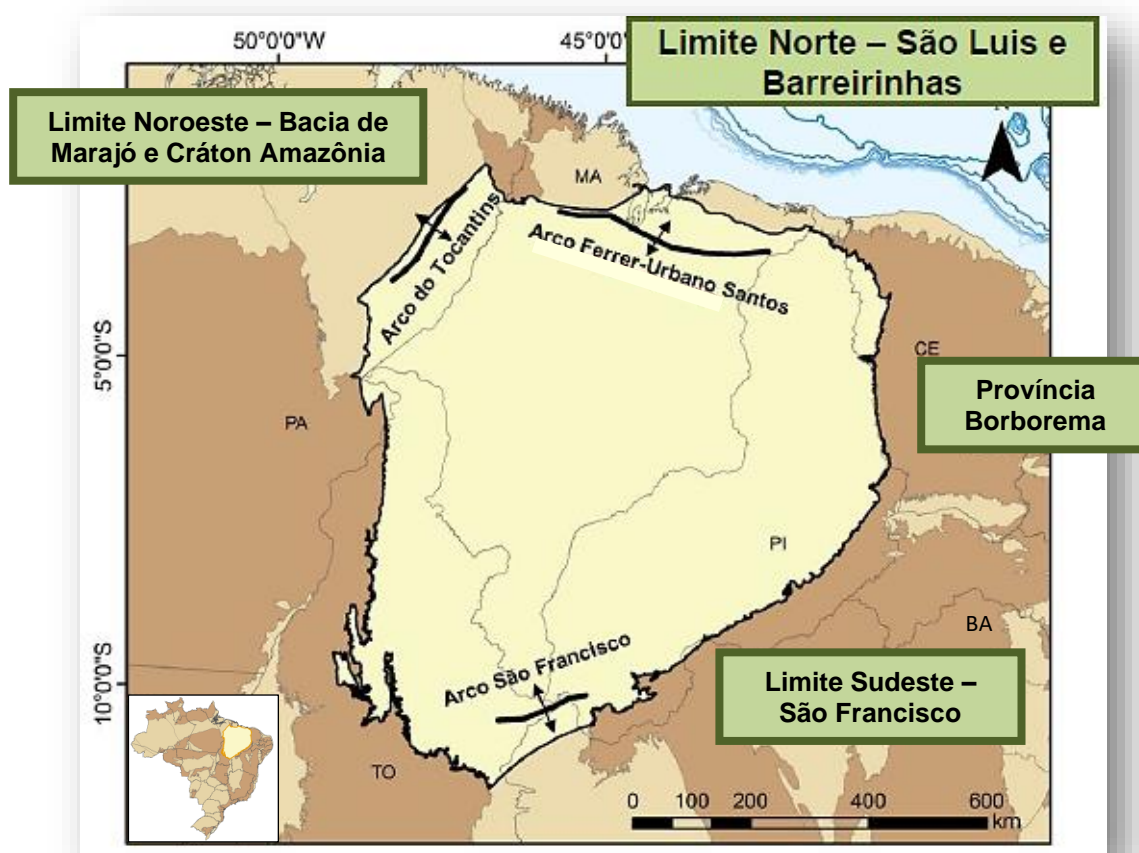 50°0'0"W
45°0'0"
Limite Norte – São Luis e
Barreirinhas
Limite Noroeste – Bacia de
Marajó e Cráton Amazônia
MA
Arco do Tocantins
Arco Ferrer-Urbano Santos
5°0'0"S
CE
Província
Borborema
PA
PI
BA
Arco São Francisco
10°0'0"S
Limite Sudeste –
São Francisco
TO
0 100 200 400 600
km